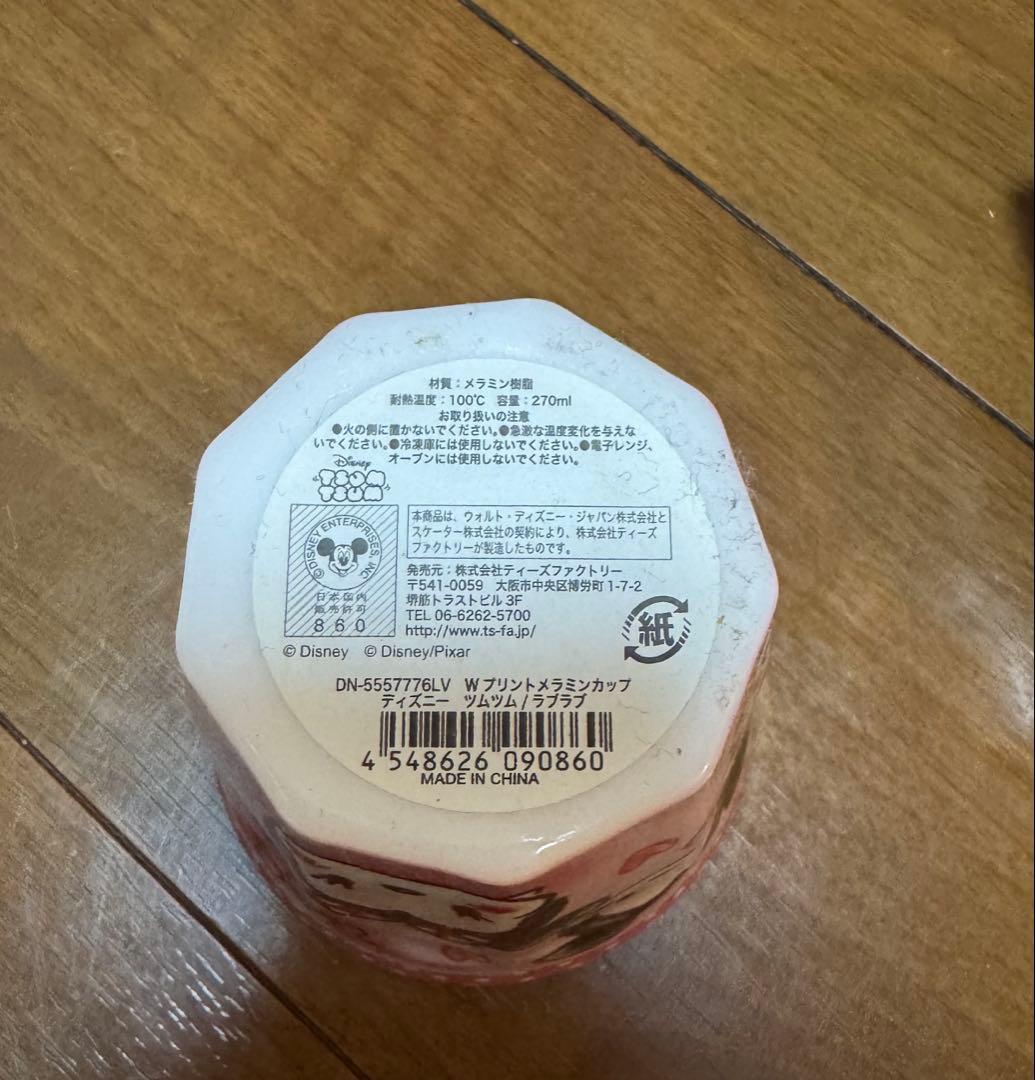 材質：メラミン樹脂
耐熱温度：100℃　容量：270ml
お取り扱いの注意
●火の側に置かないでください。●急激な温度変化を与えな
いでください。●冷凍庫には使用しないでください。●電子レンジ、
オーブンには使用しないでください。
Disney
"TSUM
TSUM"
©DISNEY ENTERPRISES, INC.
日本国内
販売許可
860
本商品は、ウォルト・ディズニー・ジャパン株式会社と
スケーター株式会社の契約により、株式会社ティーズ
ファクトリーが製造したものです。
発売元：株式会社ティーズファクトリー
〒541-0059　大阪市中央区博労町1-7-2
堺筋トラストビル3F
TEL 06-6262-5700
http://www.ts-fa.jp/
紙
© Disney　© Disney/Pixar
DN-5557776LV　Wプリントメラミンカップ
ディズニー　ツムツム/ラブラブ
4 548626 090860
MADE IN CHINA